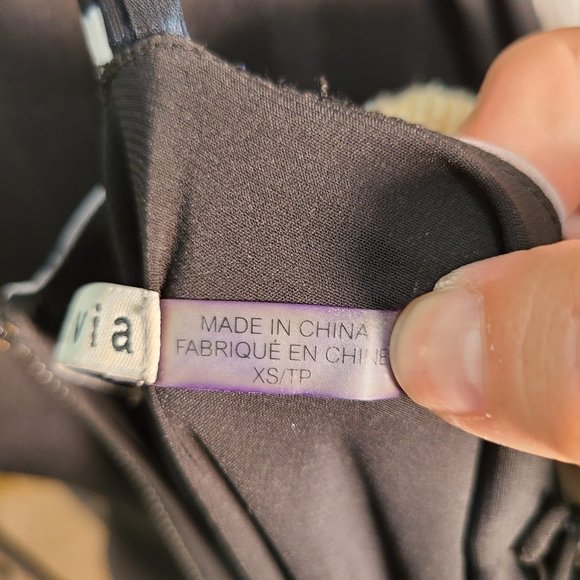 via
MADE IN CHINA
FABRIQUÉ EN CHINE
XS/TP